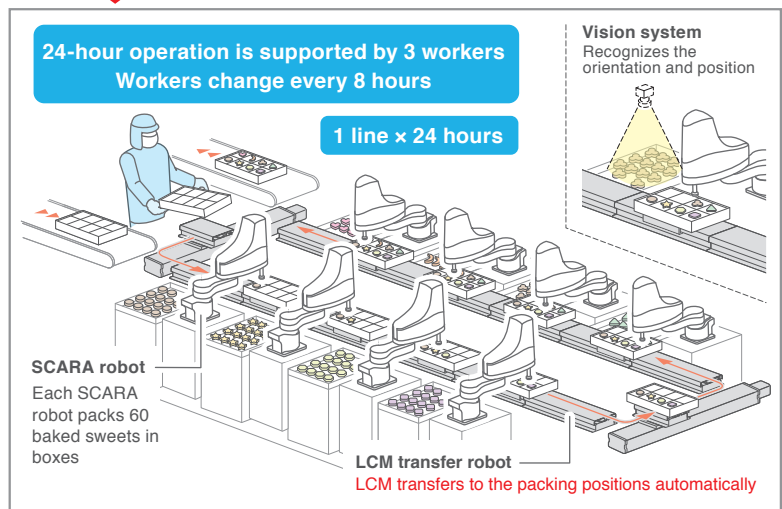 24-hour operation is supported by 3 workers
Workers change every 8 hours
1 line × 24 hours
Vision system
Recognizes the
orientation and position
SCARA robot
Each SCARA
robot packs 60
baked sweets in
boxes
LCM transfer robot
LCM transfers to the packing positions automatically